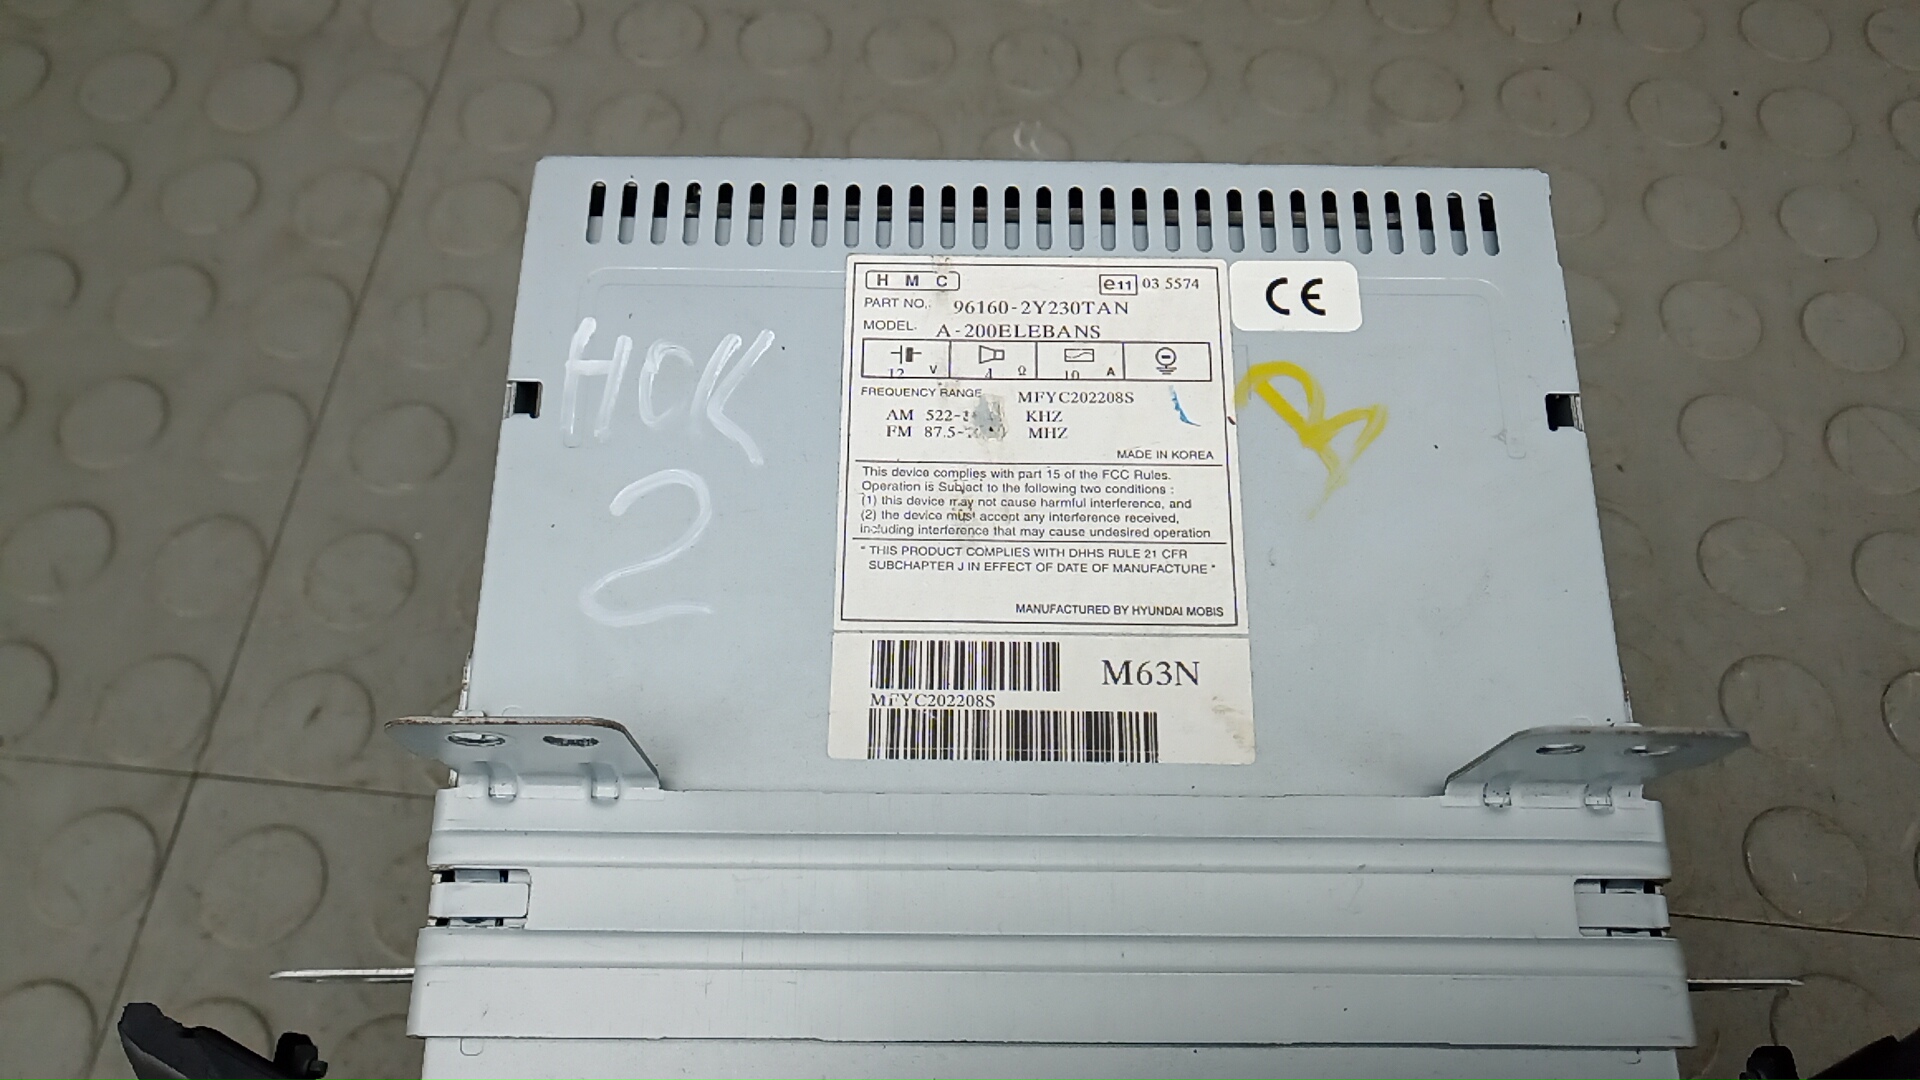 H M C
e11 03 5574
PART NO.: 96160-2Y230TAN
MODEL. A-200ELEBANS
12 V 4 Ω 10 A
FREQUENCY RANGE MFYC202208S
AM 522- KHZ
FM 87.5- MHZ
MADE IN KOREA
This device complies with part 15 of the FCC Rules.
Operation is Subject to the following two conditions :
(1) this device may not cause harmful interference, and
(2) the device must accept any interference received,
including interference that may cause undesired operation
" THIS PRODUCT COMPLIES WITH DHHS RULE 21 CFR
SUBCHAPTER J IN EFFECT OF DATE OF MANUFACTURE "
MANUFACTURED BY HYUNDAI MOBIS
M63N
MFYC202208S
CE
HCK
2